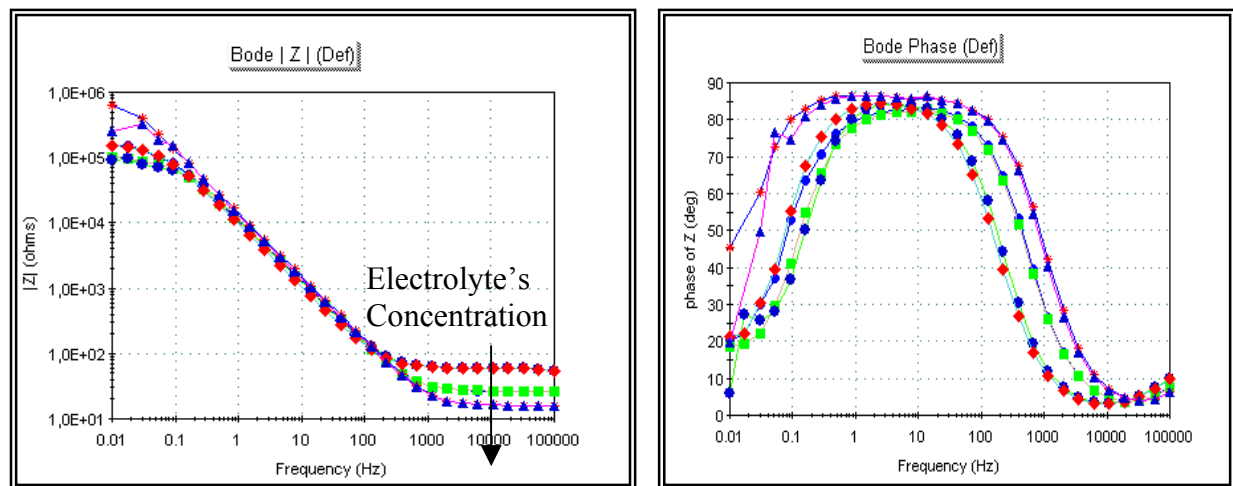 Bode | Z | (Def)
1,0E+06
1,0E+05
1,0E+04
1,0E+03
1,0E+02
1,0E+01
|Z| (ohms)
Electrolyte's
Concentration
0.01 0.1 1 10 100 1000 10000 100000
Frequency (Hz)
Bode Phase (Def)
90
80
70
60
50
40
30
20
10
0
phase of Z (deg)
0.01 0.1 1 10 100 1000 10000 100000
Frequency (Hz)